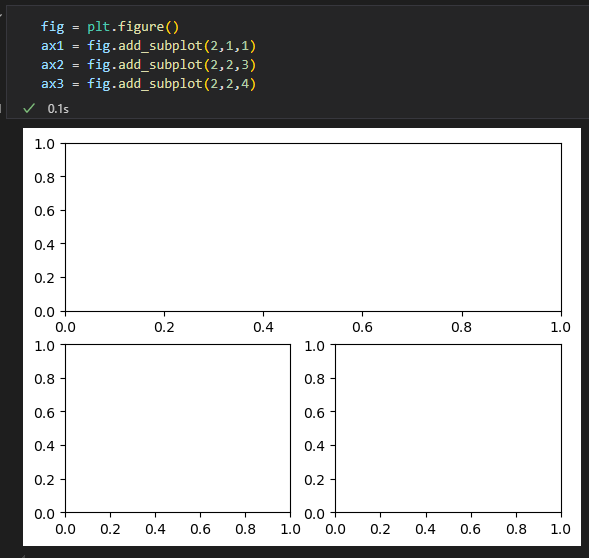 fig = plt.figure()
ax1 = fig.add_subplot(2,1,1)
ax2 = fig.add_subplot(2,2,3)
ax3 = fig.add_subplot(2,2,4)
✓ 0.1s
1.0
0.8
0.6
0.4
0.2
0.0
0.0 0.2 0.4 0.6 0.8 1.0
1.0 1.0
0.8 0.8
0.6 0.6
0.4 0.4
0.2 0.2
0.0 0.0
0.0 0.2 0.4 0.6 0.8 1.0 0.0 0.2 0.4 0.6 0.8 1.0